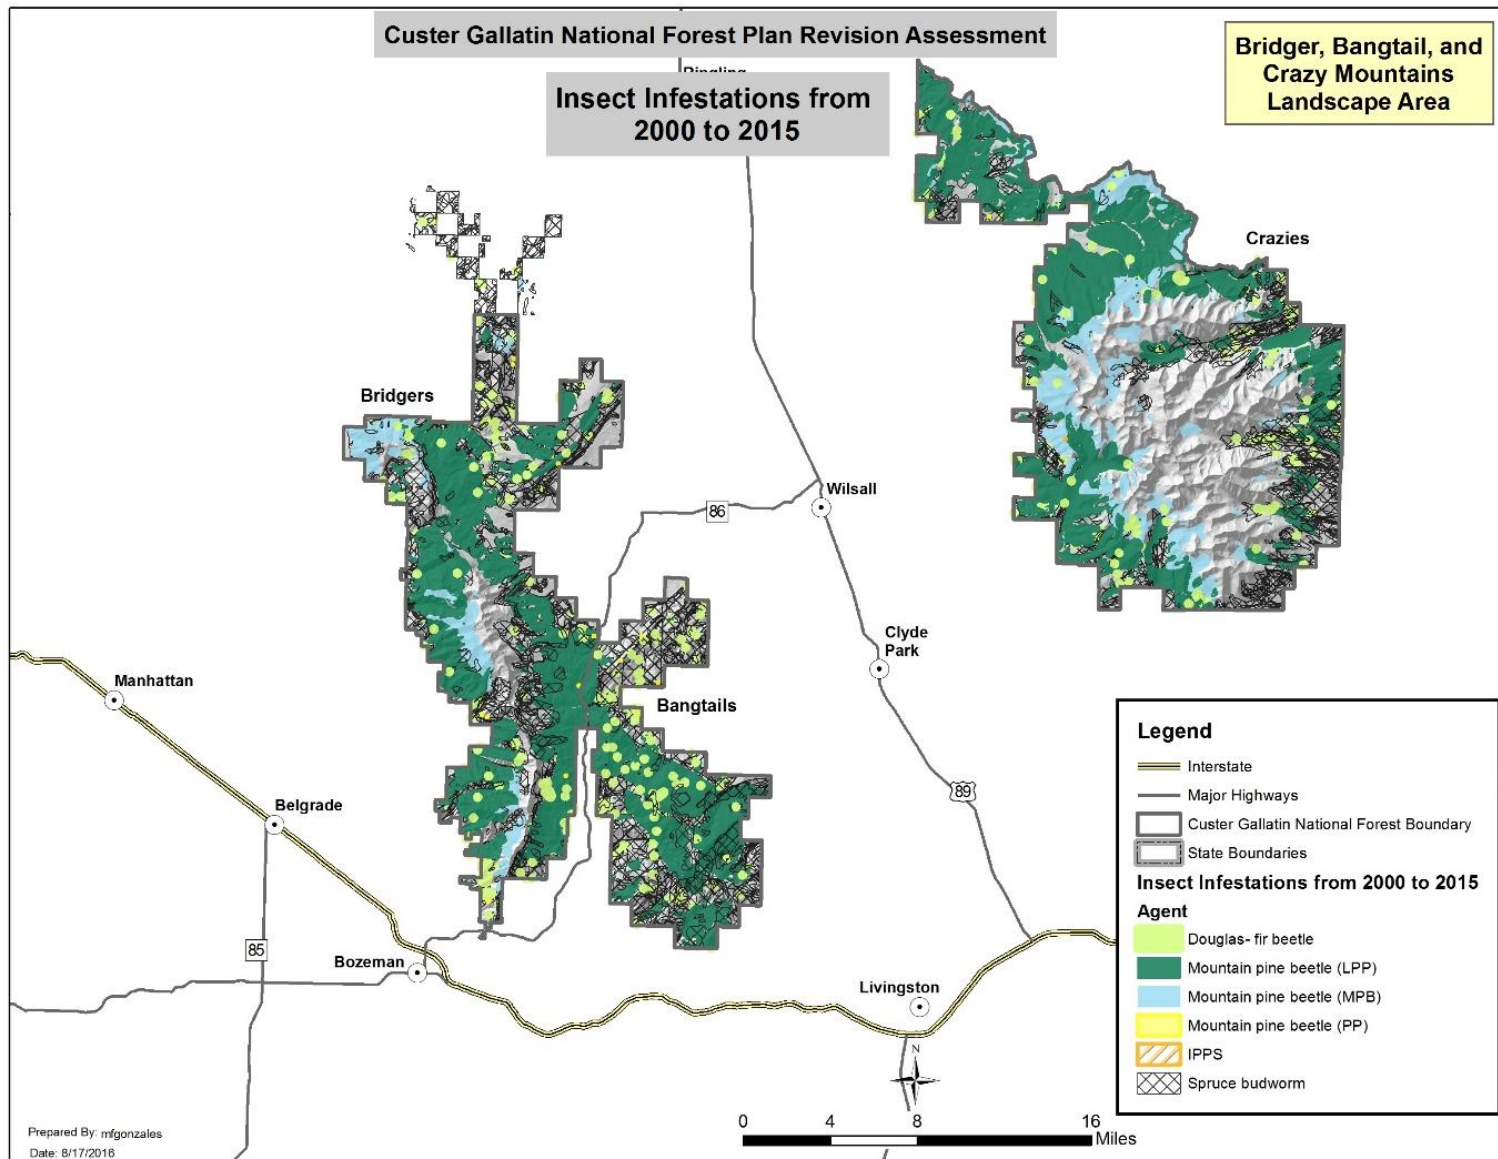 Custer Gallatin National Forest Plan Revision Assessment
Ringling
Insect Infestations from
2000 to 2015
Bridger, Bangtail, and
Crazy Mountains
Landscape Area
Crazies
Bridgers
Wilsall
86
Clyde
Park
Manhattan
Bangtails
Belgrade
89
85
Bozeman
Livingston
N
Legend
Interstate
Major Highways
Custer Gallatin National Forest Boundary
State Boundaries
Insect Infestations from 2000 to 2015
Agent
Douglas- fir beetle
Mountain pine beetle (LPP)
Mountain pine beetle (MPB)
Mountain pine beetle (PP)
IPPS
Spruce budworm
0 4 8 16
Miles
Prepared By: mfgonzales
Date: 8/17/2016